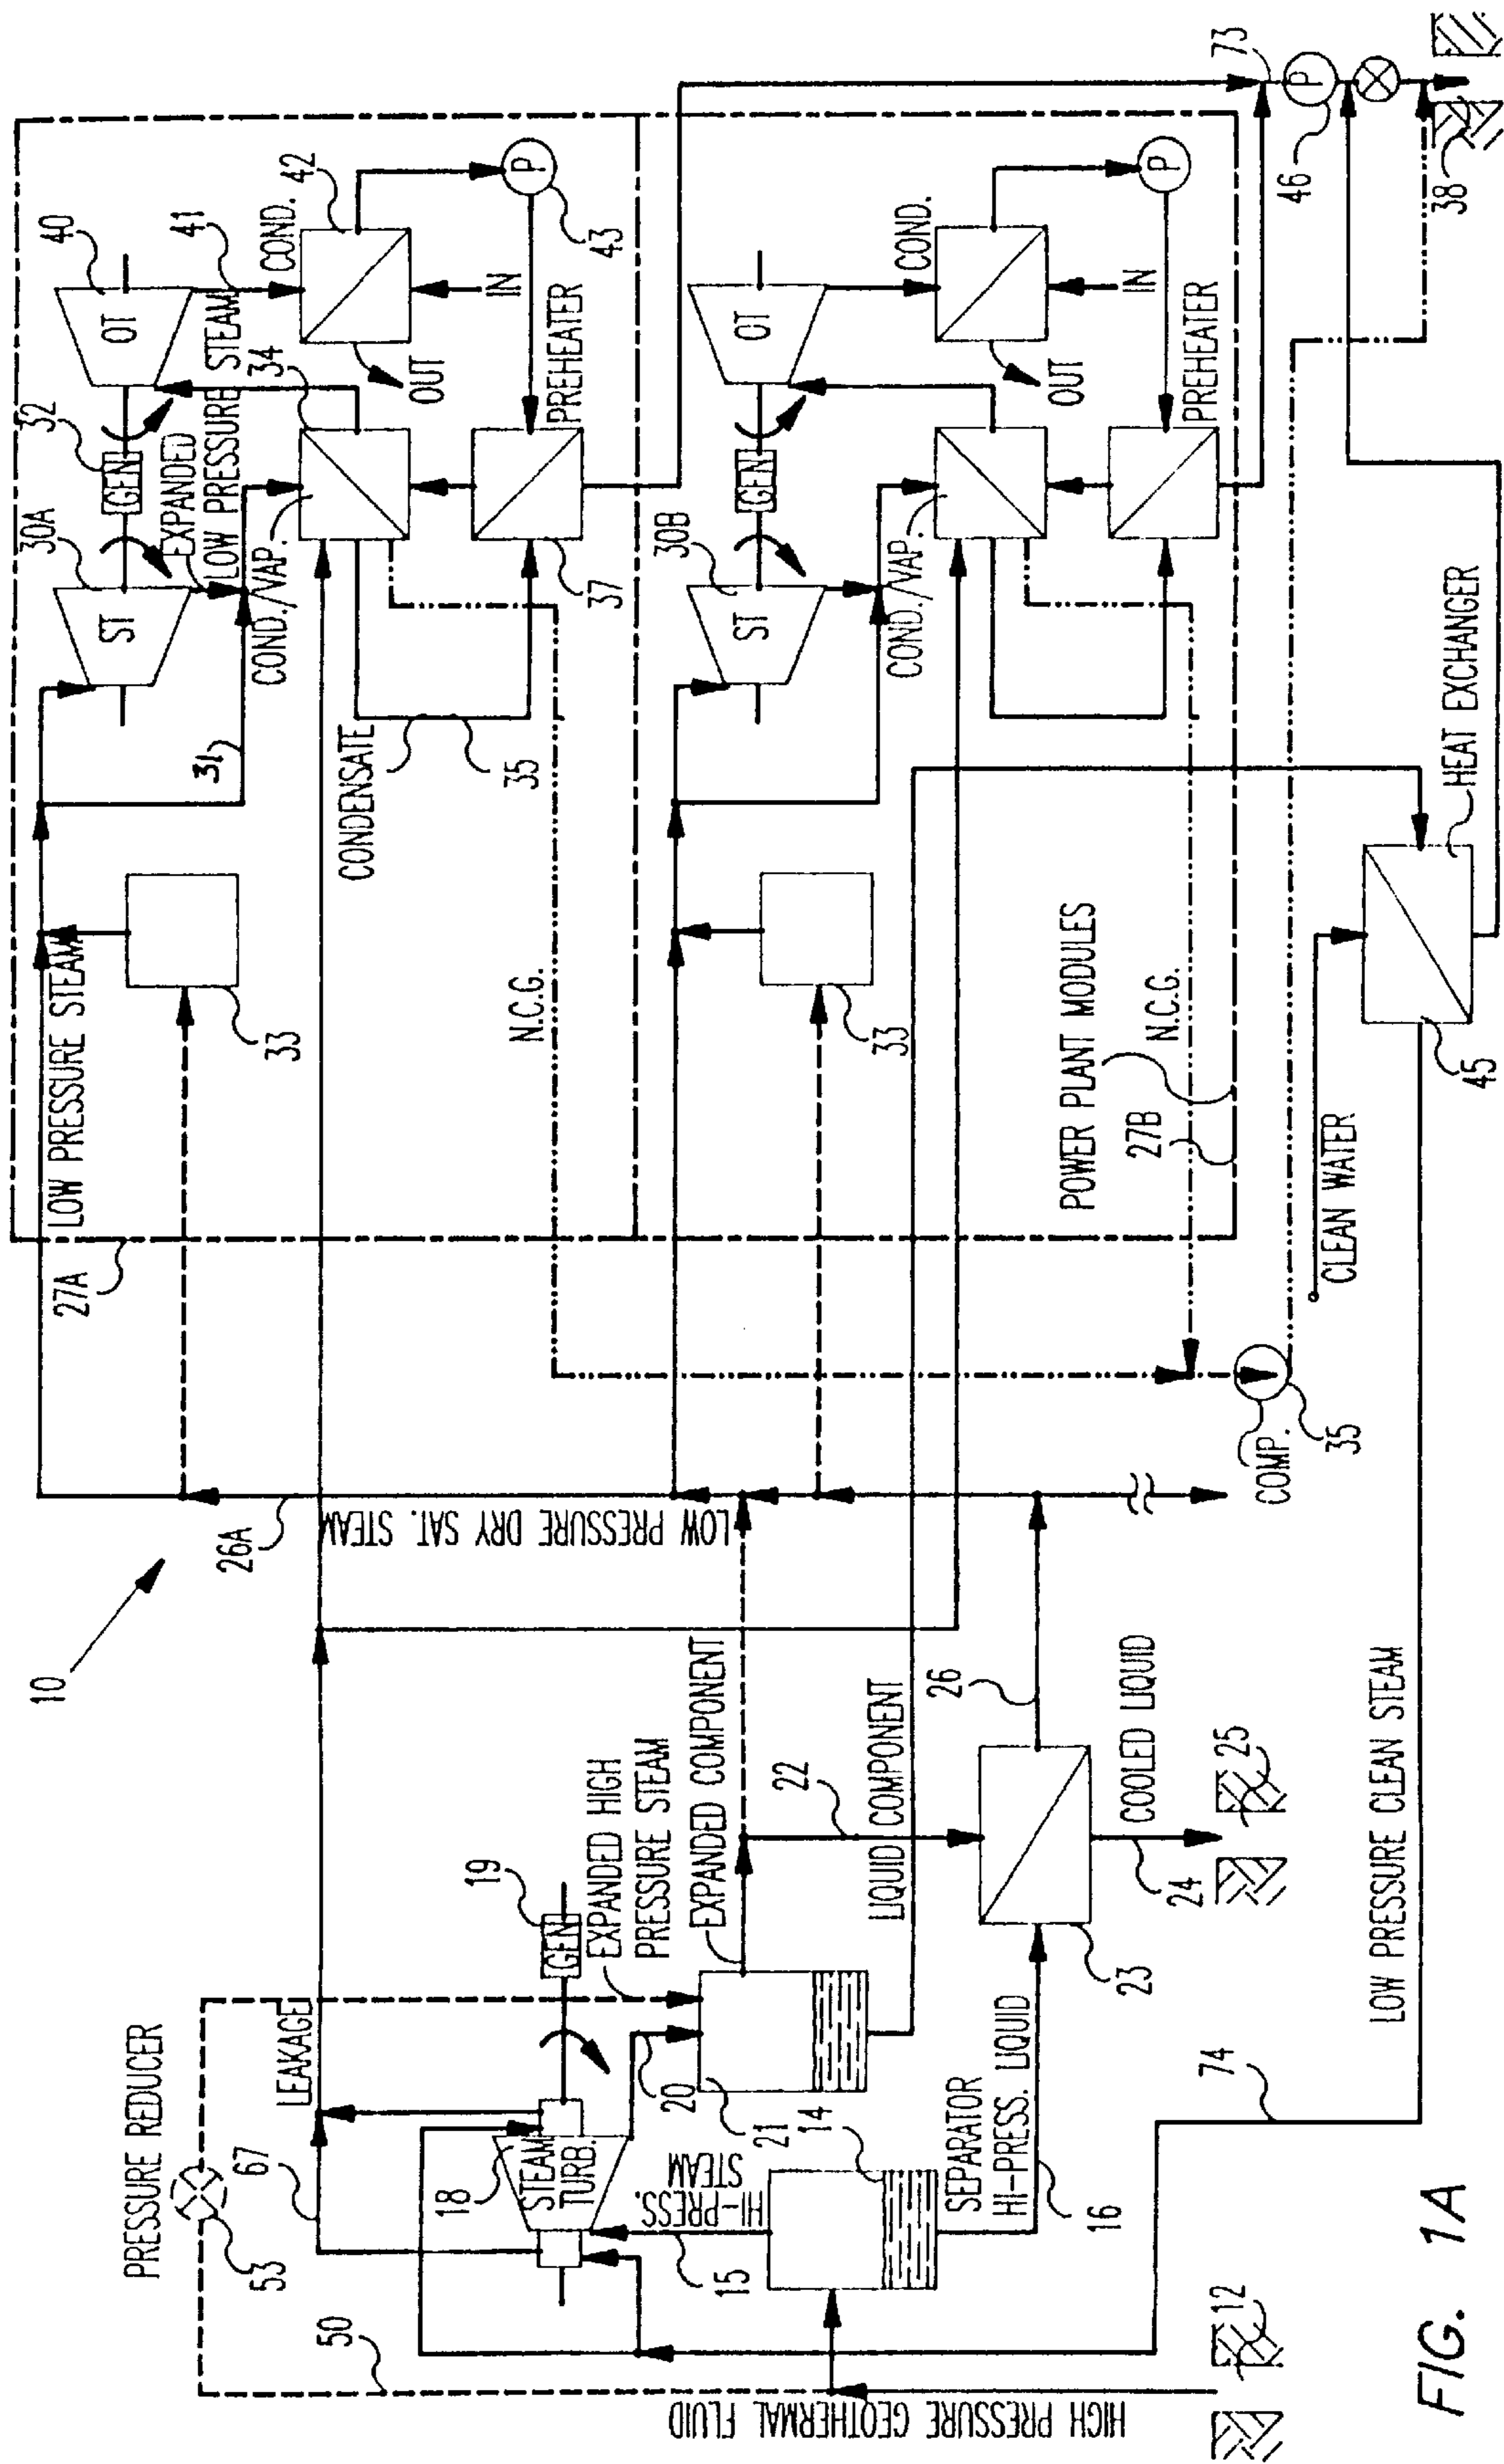 10
27A
LOW PRESSURE STEAM
33
31
30A
ST
32
GEN
EXPANDED
LOW PRESSURE STEAM
40
OT
41
COND.
42
34
COND./VAP.
IN
OUT
P
43
PREHEATER
37
CONDENSATE
35
N.C.G.
33
ST
30B
GEN
OT
COND.
COND./VAP.
IN
OUT
P
PREHEATER
POWER PLANT MODULES
27B
N.C.G.
73
P
46
38
COMP.
35
CLEAN WATER
HEAT EXCHANGER
45
26A
LOW PRESSURE DRY SAT. STEAM
PRESSURE REDUCER
53
67
LEAKAGE
50
18
STEAM
TURB.
19
GEN
EXPANDED HIGH
PRESSURE STEAM
EXPANDED COMPONENT
20
21
14
HI-PRESS.
STEAM
15
SEPARATOR
HI-PRESS. LIQUID
16
22
LIQUID COMPONENT
23
26
COOLED LIQUID
24
25
HIGH PRESSURE GEOTHERMAL FLUID
12
74
LOW PRESSURE CLEAN STEAM
FIG. 1A